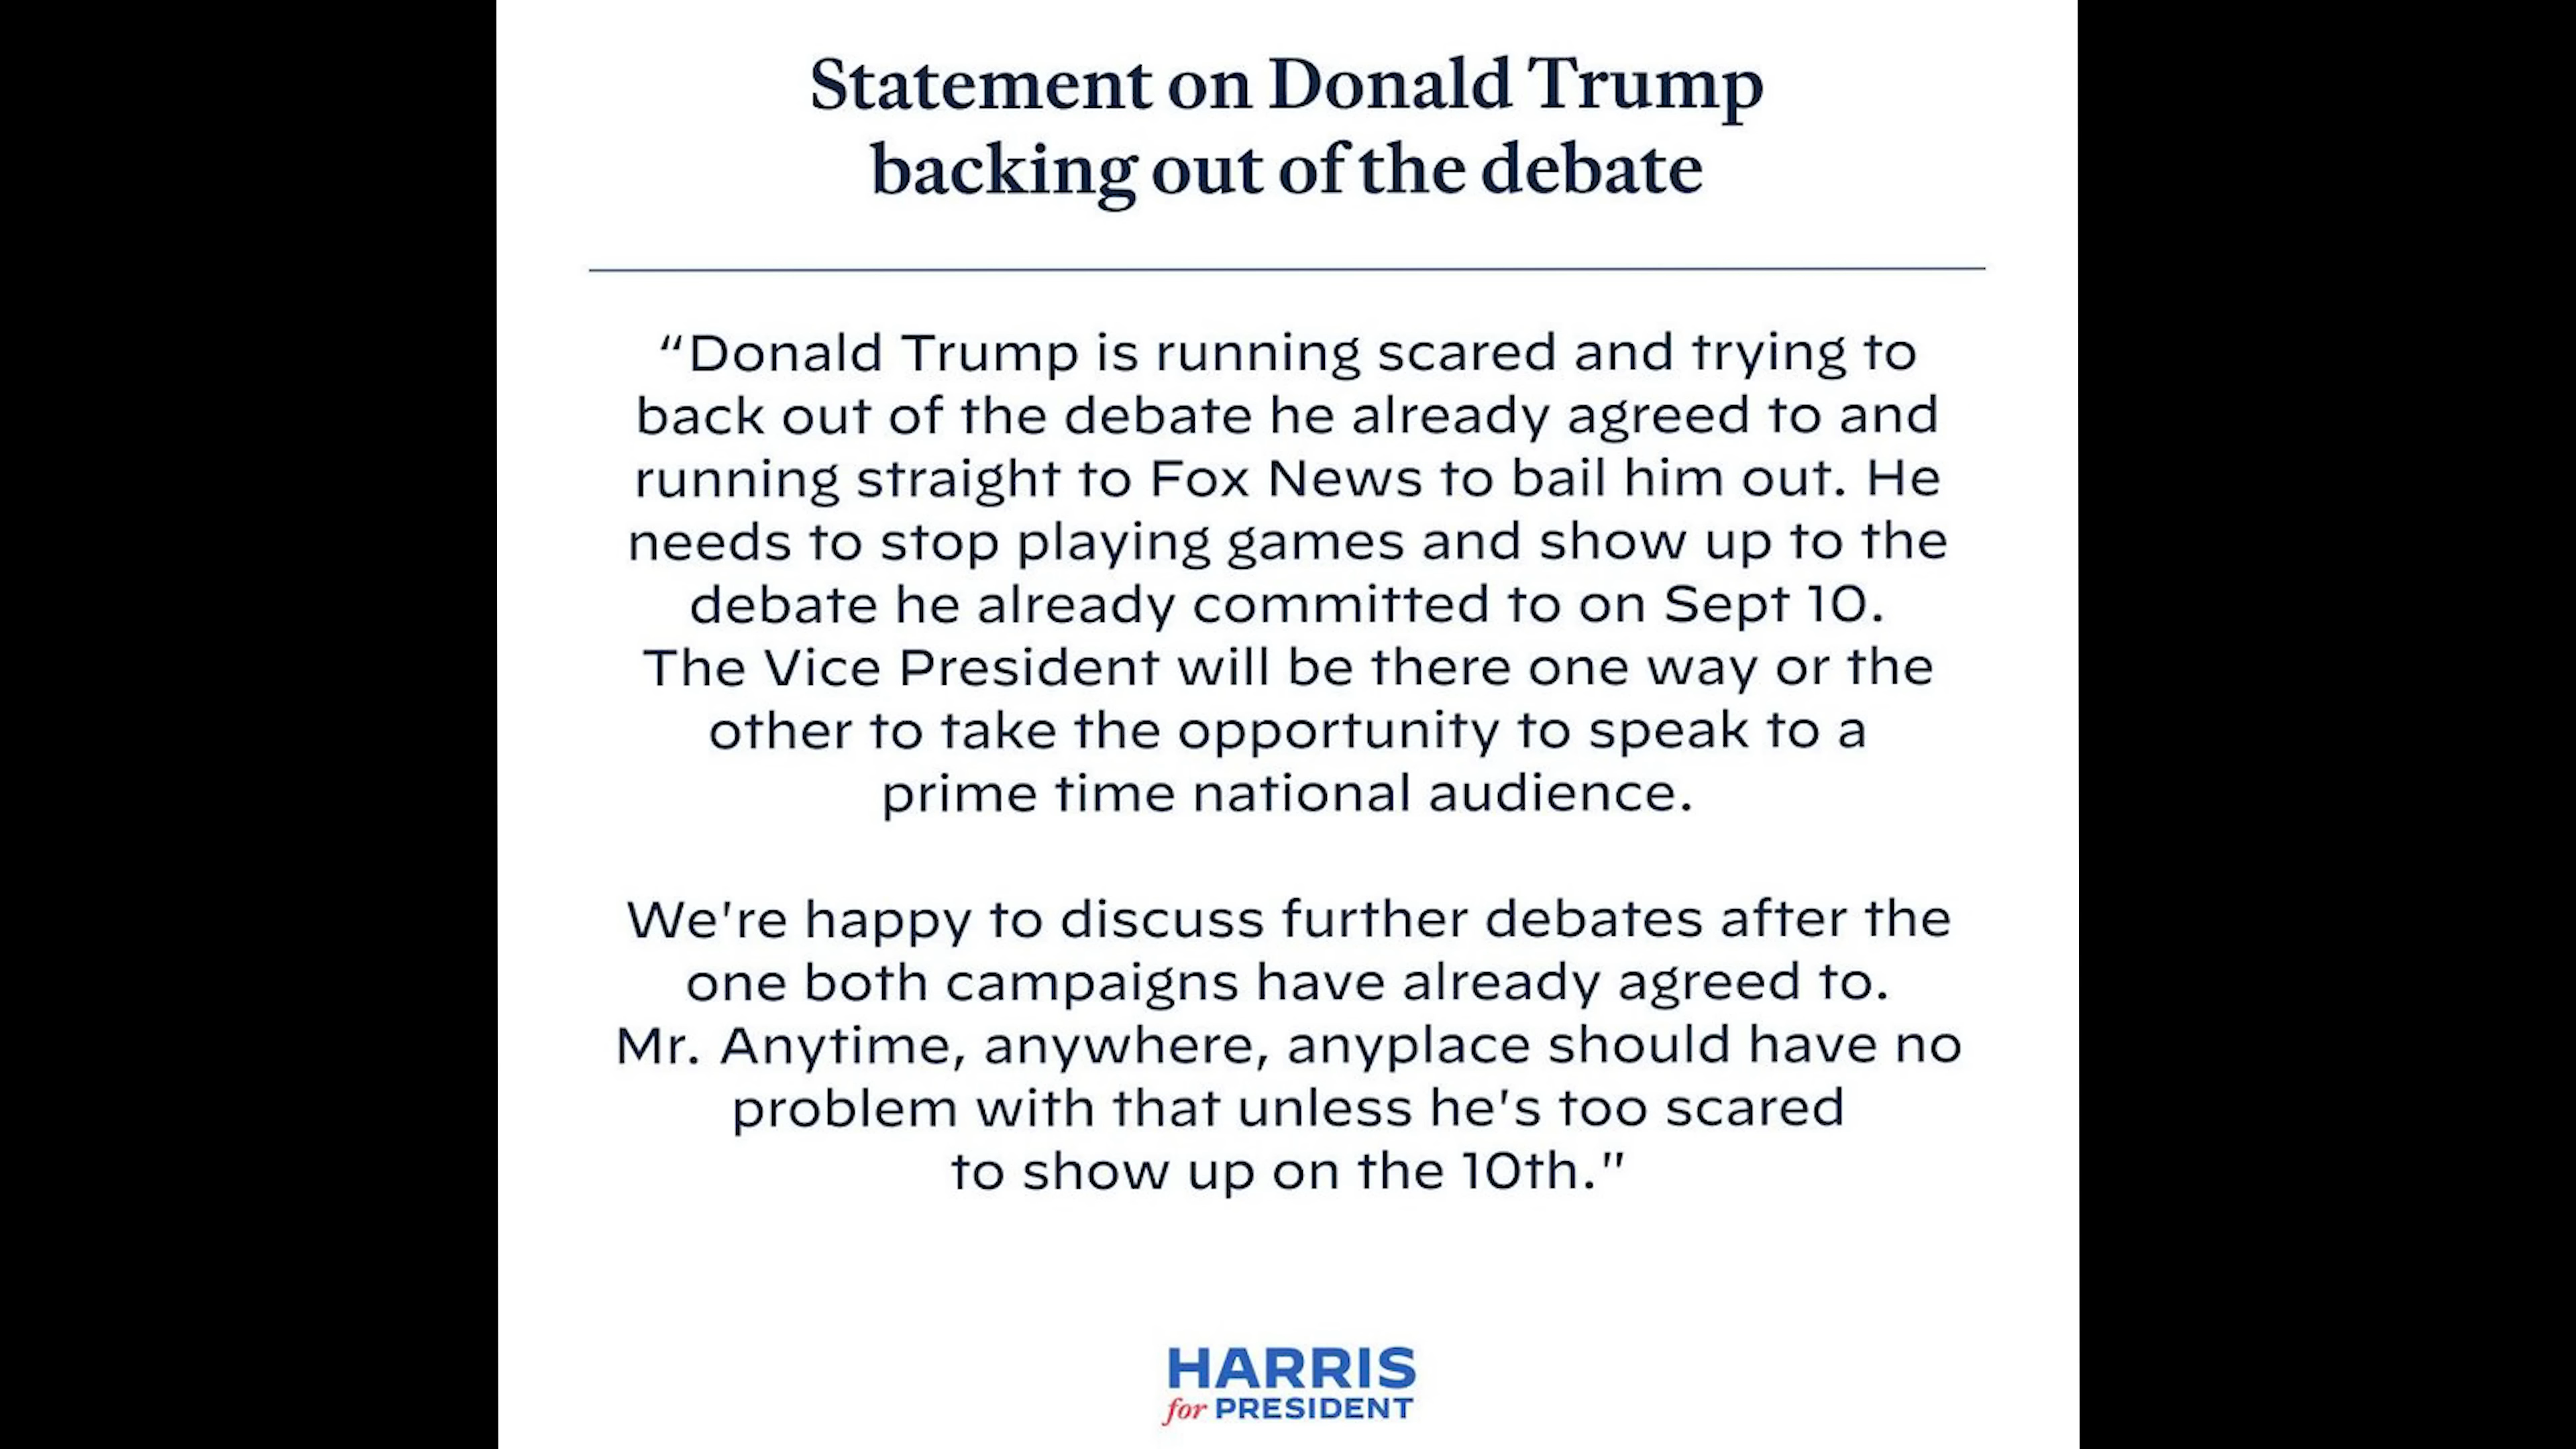 Statement on Donald Trump
backing out of the debate
“Donald Trump is running scared and trying to
back out of the debate he already agreed to and
running straight to Fox News to bail him out. He
needs to stop playing games and show up to the
debate he already committed to on Sept 10.
The Vice President will be there one way or the
other to take the opportunity to speak to a
prime time national audience.
We're happy to discuss further debates after the
one both campaigns have already agreed to.
Mr. Anytime, anywhere, anyplace should have no
problem with that unless he's too scared
to show up on the 10th."
HARRIS
for PRESIDENT